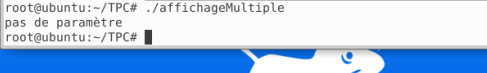 root@ubuntu:~/TPC# ./affichageMultiple
pas de paramètre
root@ubuntu:~/TPC#